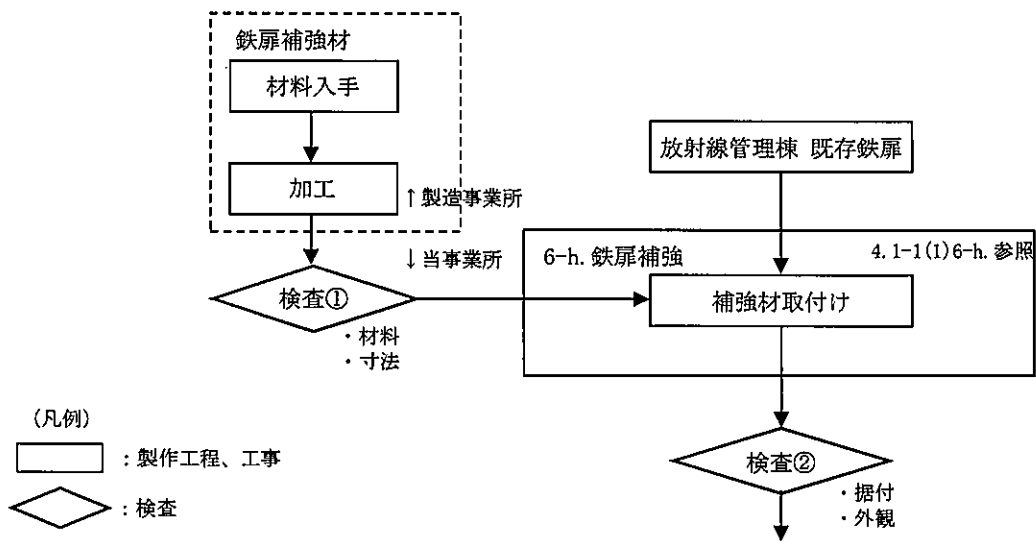 鉄扉補強材
材料入手
加工
↑製造事業所
↓当事業所
検査①
・材料
・寸法
放射線管理棟 既存鉄扉
6-h. 鉄扉補強
4.1-1(1)6-h.参照
補強材取付け
検査②
・据付
・外観
(凡例)
：製作工程、工事
：検査